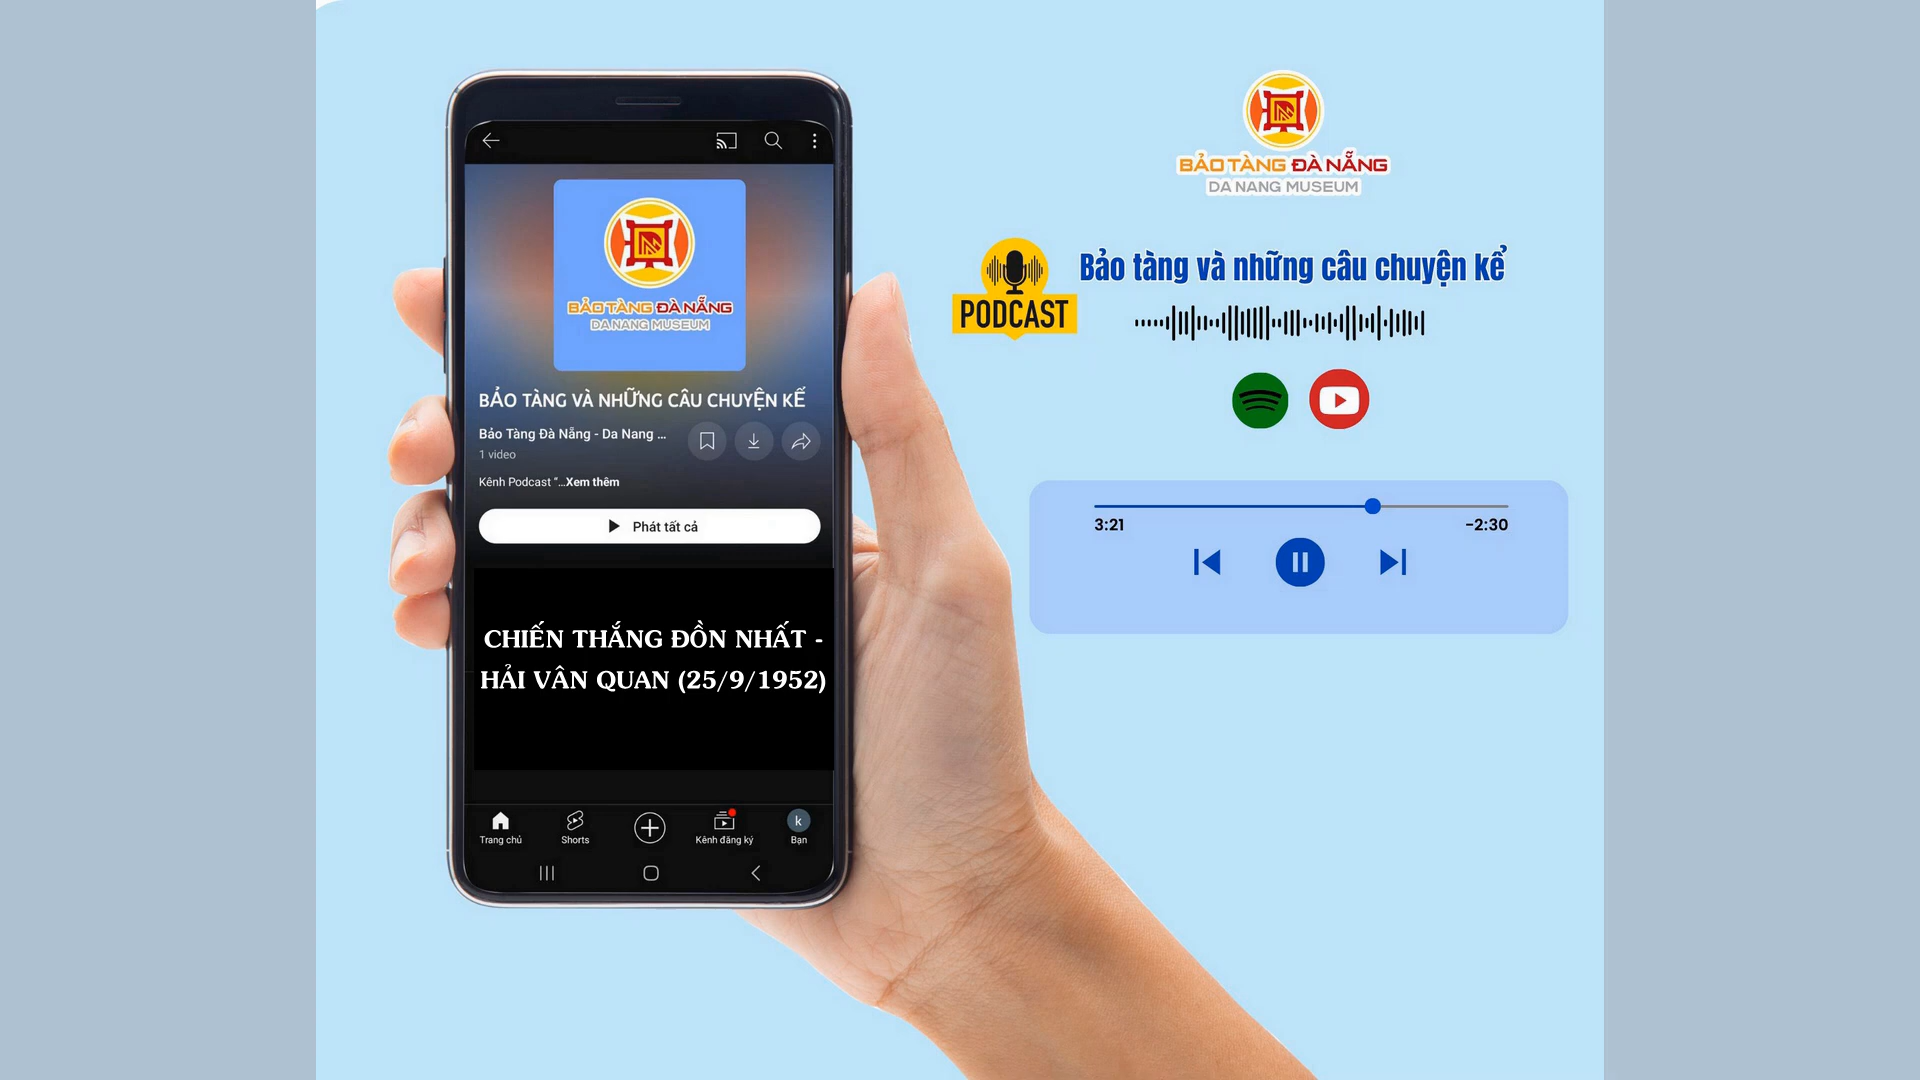 BẢO TÀNG ĐÀ NẴNG
DA NANG MUSEUM
BẢO TÀNG VÀ NHỮNG CÂU CHUYỆN KỂ
Bảo Tàng Đà Nẵng - Da Nang ...
1 video
Kênh Podcast "...Xem thêm
Phát tất cả
CHIẾN THẮNG ĐỒN NHẤT -
HẢI VÂN QUAN (25/9/1952)
Trang chủ
Shorts
Kênh đăng ký
k
Bạn
BẢO TÀNG ĐÀ NẴNG
DA NANG MUSEUM
PODCAST
Bảo tàng và những câu chuyện kể
3:21
-2:30